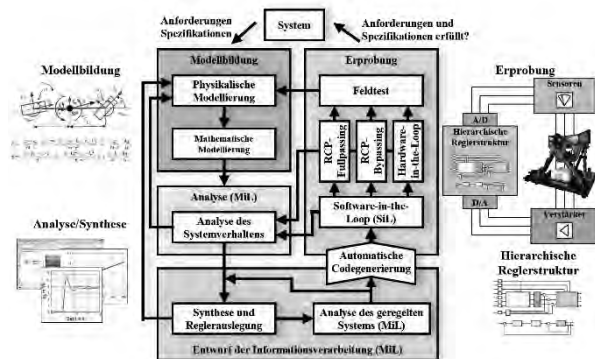 Anforderungen
Spezifikationen
System
Anforderungen und
Spezifikationen erfüllt?
Modellbildung
Modellbildung
Physikalische
Modellierung
Mathematische
Modellierung
Erprobung
Feldtest
RCP-
Fullpassing
RCP-
Bypassing
Hardware-
in-the-Loop
Erprobung
Sensoren
A/D
Hierarchische
Reglerstruktur
D/A
Verstärker
Analyse (MiL)
Analyse des
Systemverhaltens
Software-in-the-
Loop (SiL)
Analyse/Synthese
Automatische
Codegenerierung
Hierarchische
Reglerstruktur
Synthese und
Reglerauslegung
Analyse des geregelten
Systems (MiL)
Entwurf der Informationsverarbeitung (MiL)